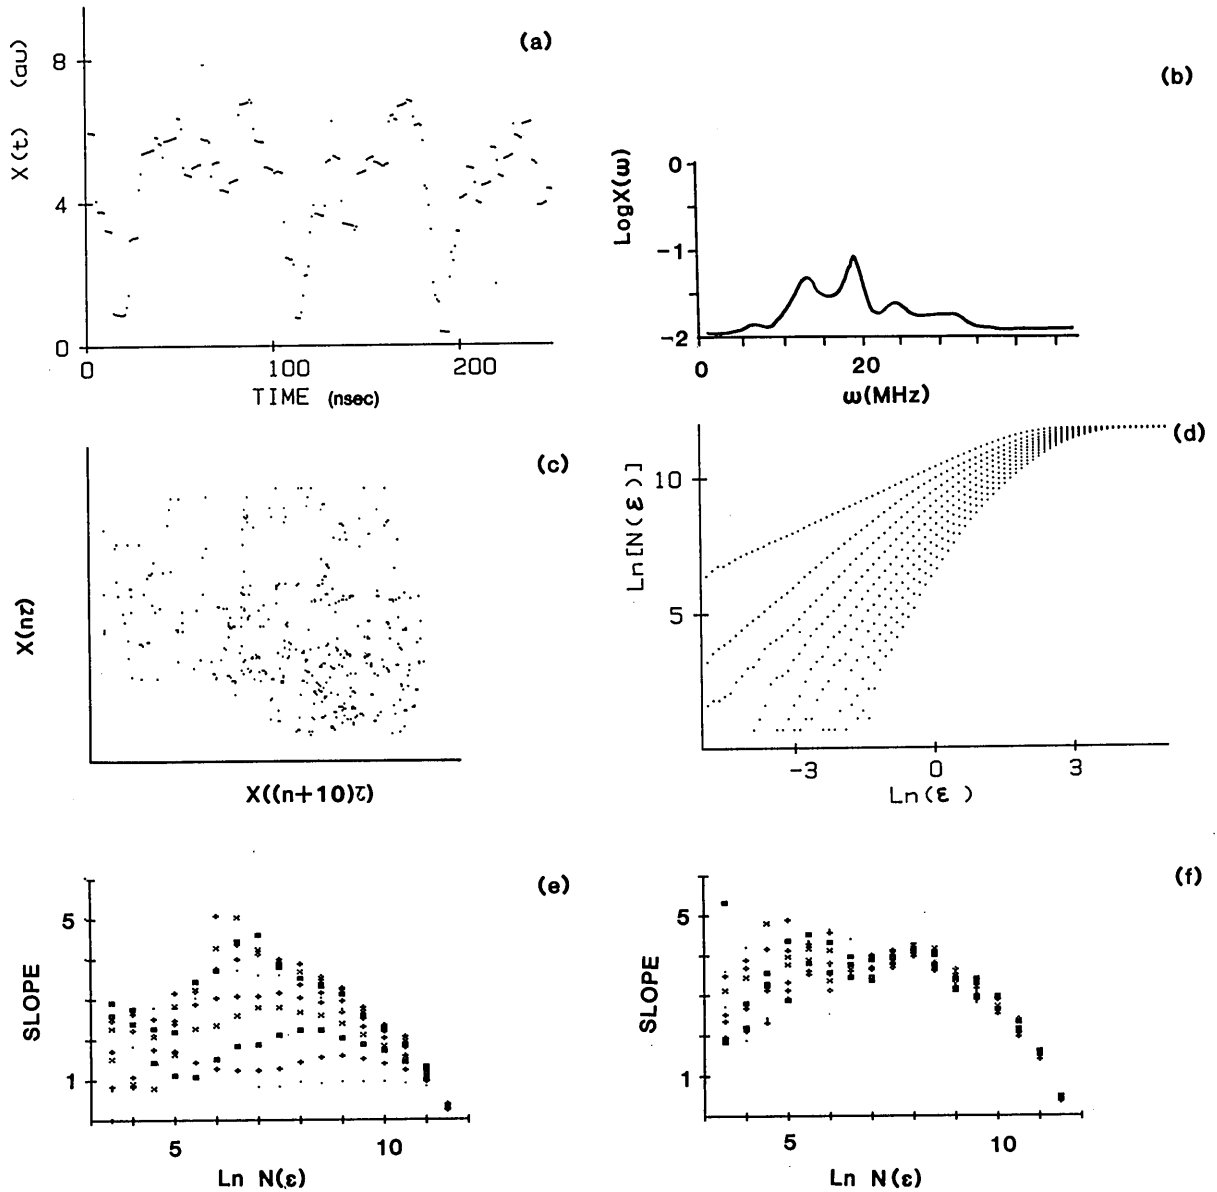 (a)
X(t) (au)
8
4
0
0
100
200
TIME (nsec)
(b)
LogX(ω)
0
-1
-2
0
20
ω(MHz)
(c)
X(nτ)
X((n+10)τ)
(d)
Ln[N(ε)]
10
5
-3
0
3
Ln(ε )
(e)
SLOPE
5
1
5
10
Ln N(ε)
(f)
SLOPE
5
1
5
10
Ln N(ε)